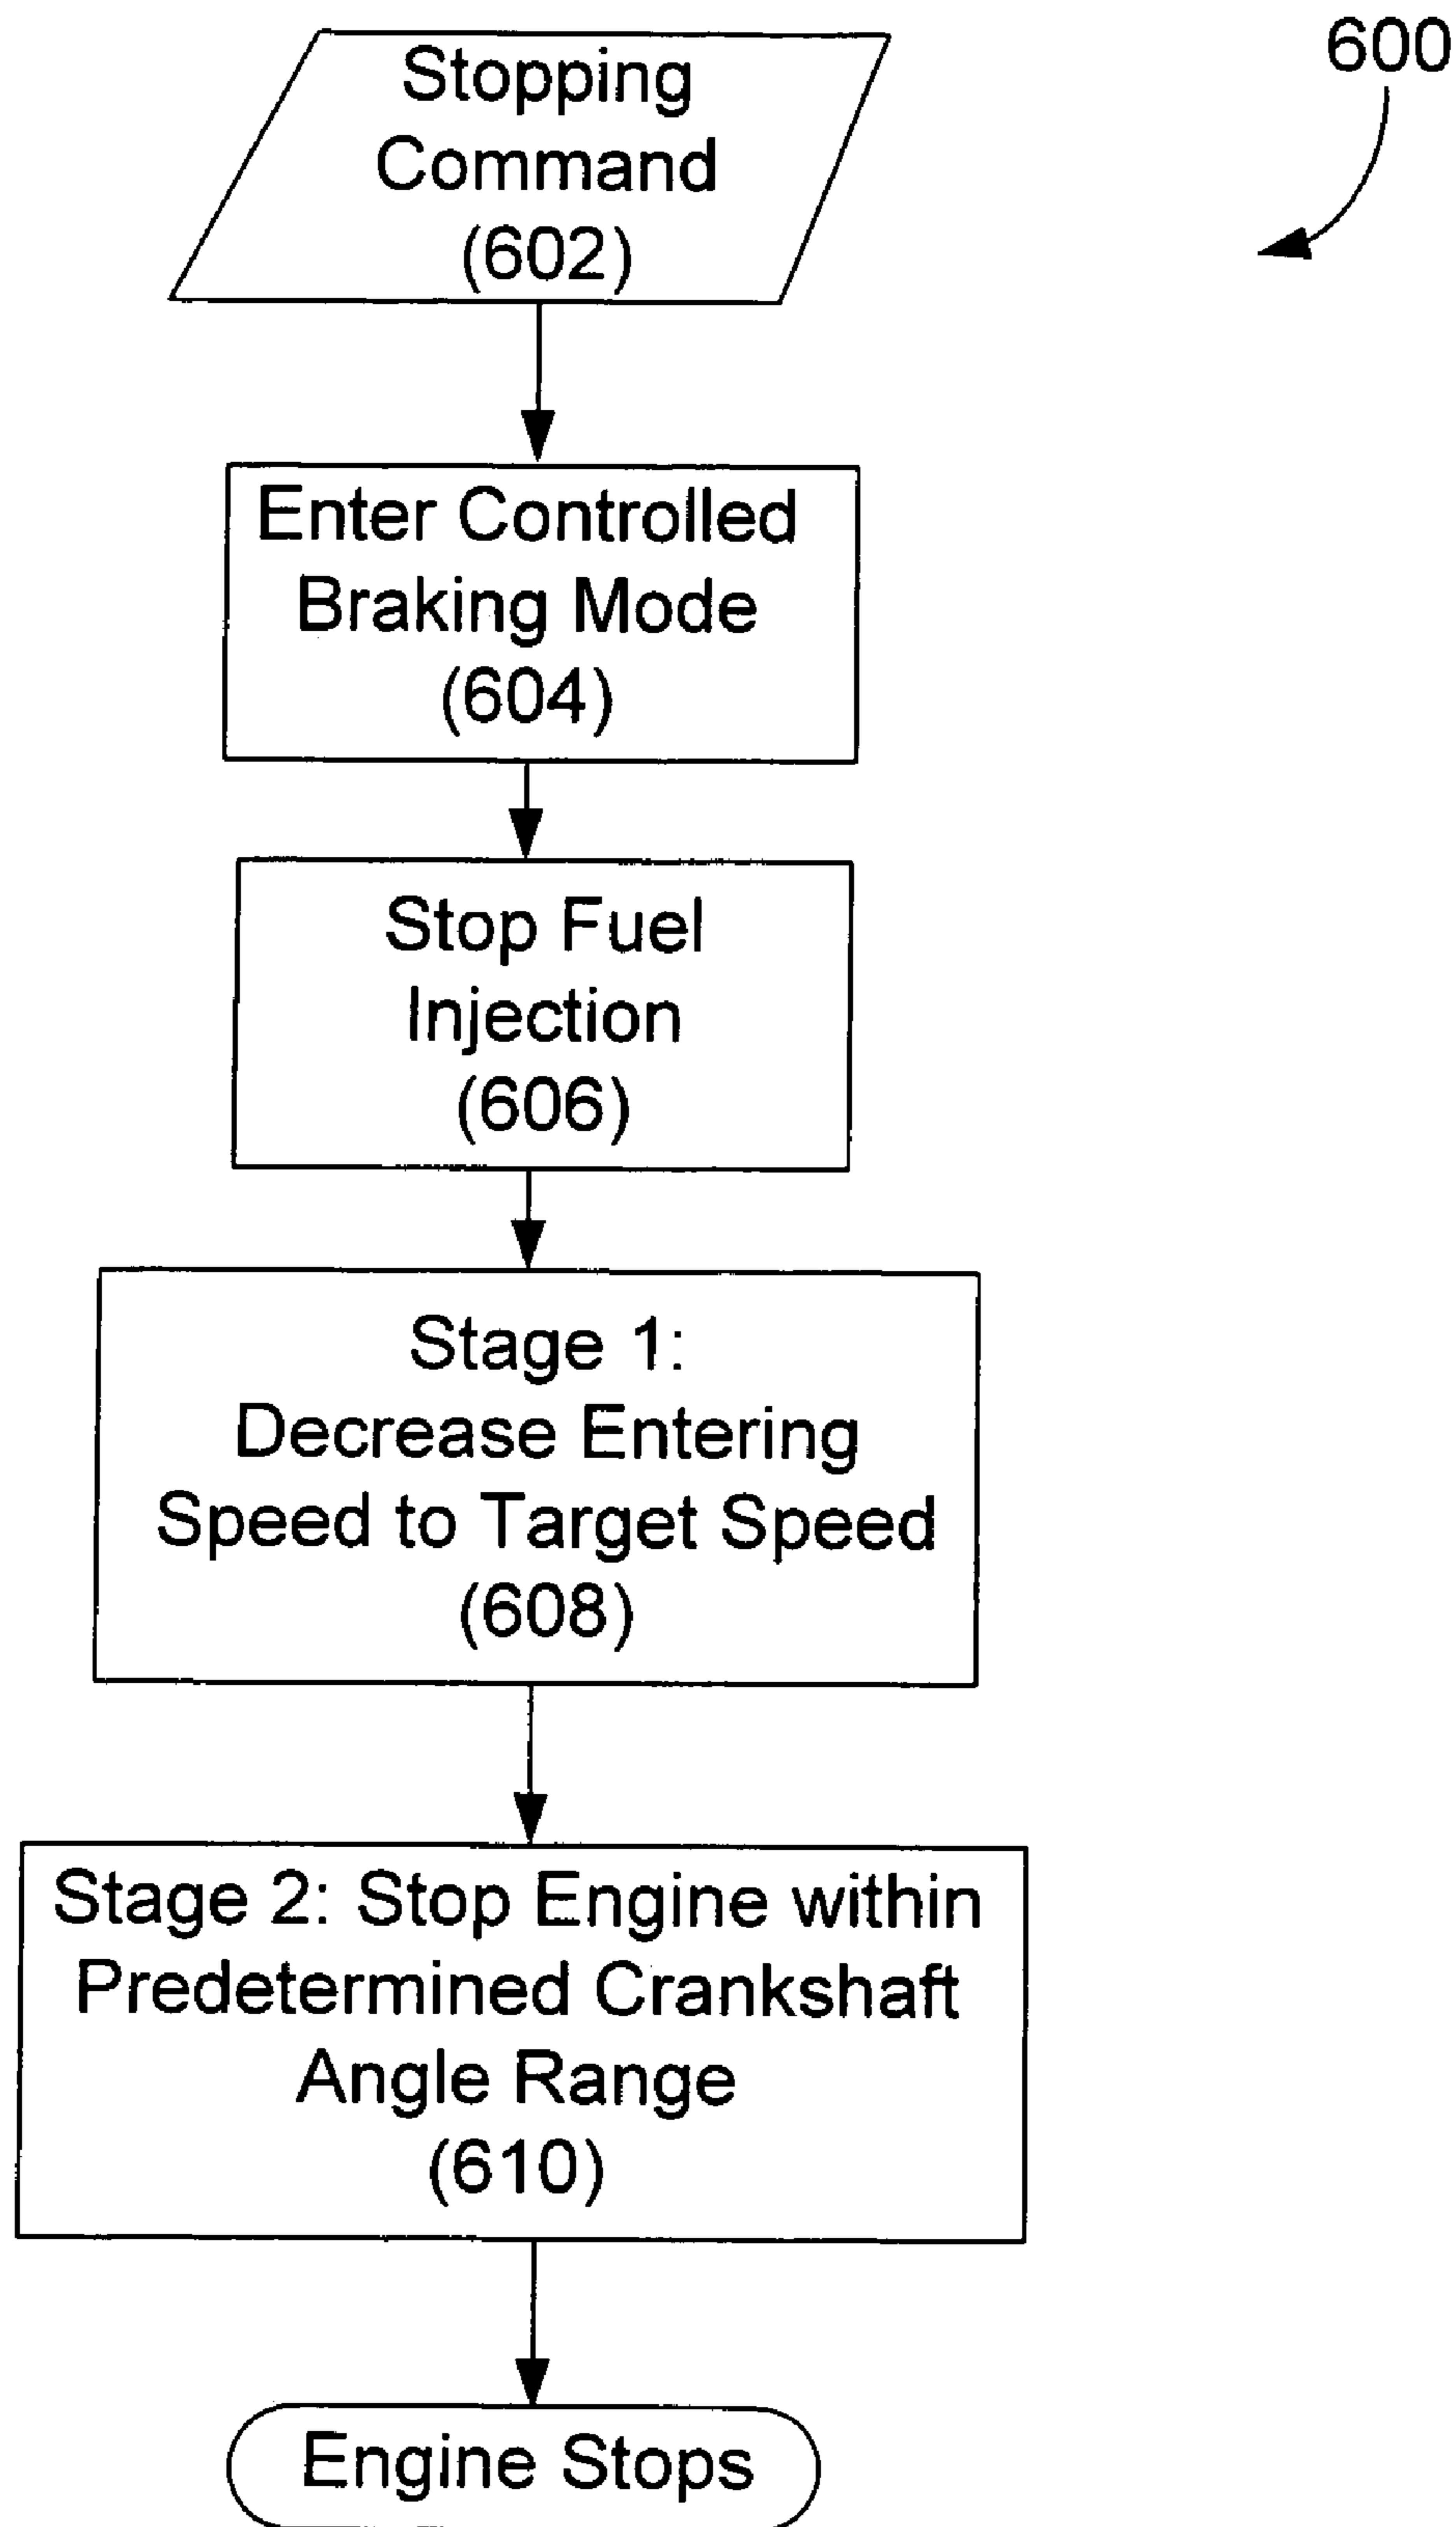 600
Stopping
Command
(602)
Enter Controlled
Braking Mode
(604)
Stop Fuel
Injection
(606)
Stage 1:
Decrease Entering
Speed to Target Speed
(608)
Stage 2: Stop Engine within
Predetermined Crankshaft
Angle Range
(610)
Engine Stops